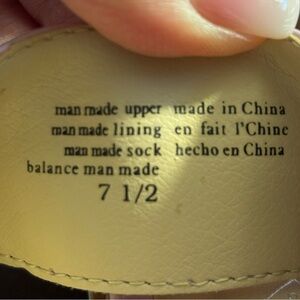 man made upper made in China
man made lining en fait l'Chine
man made sock hecho en China
balance man made
7 1/2